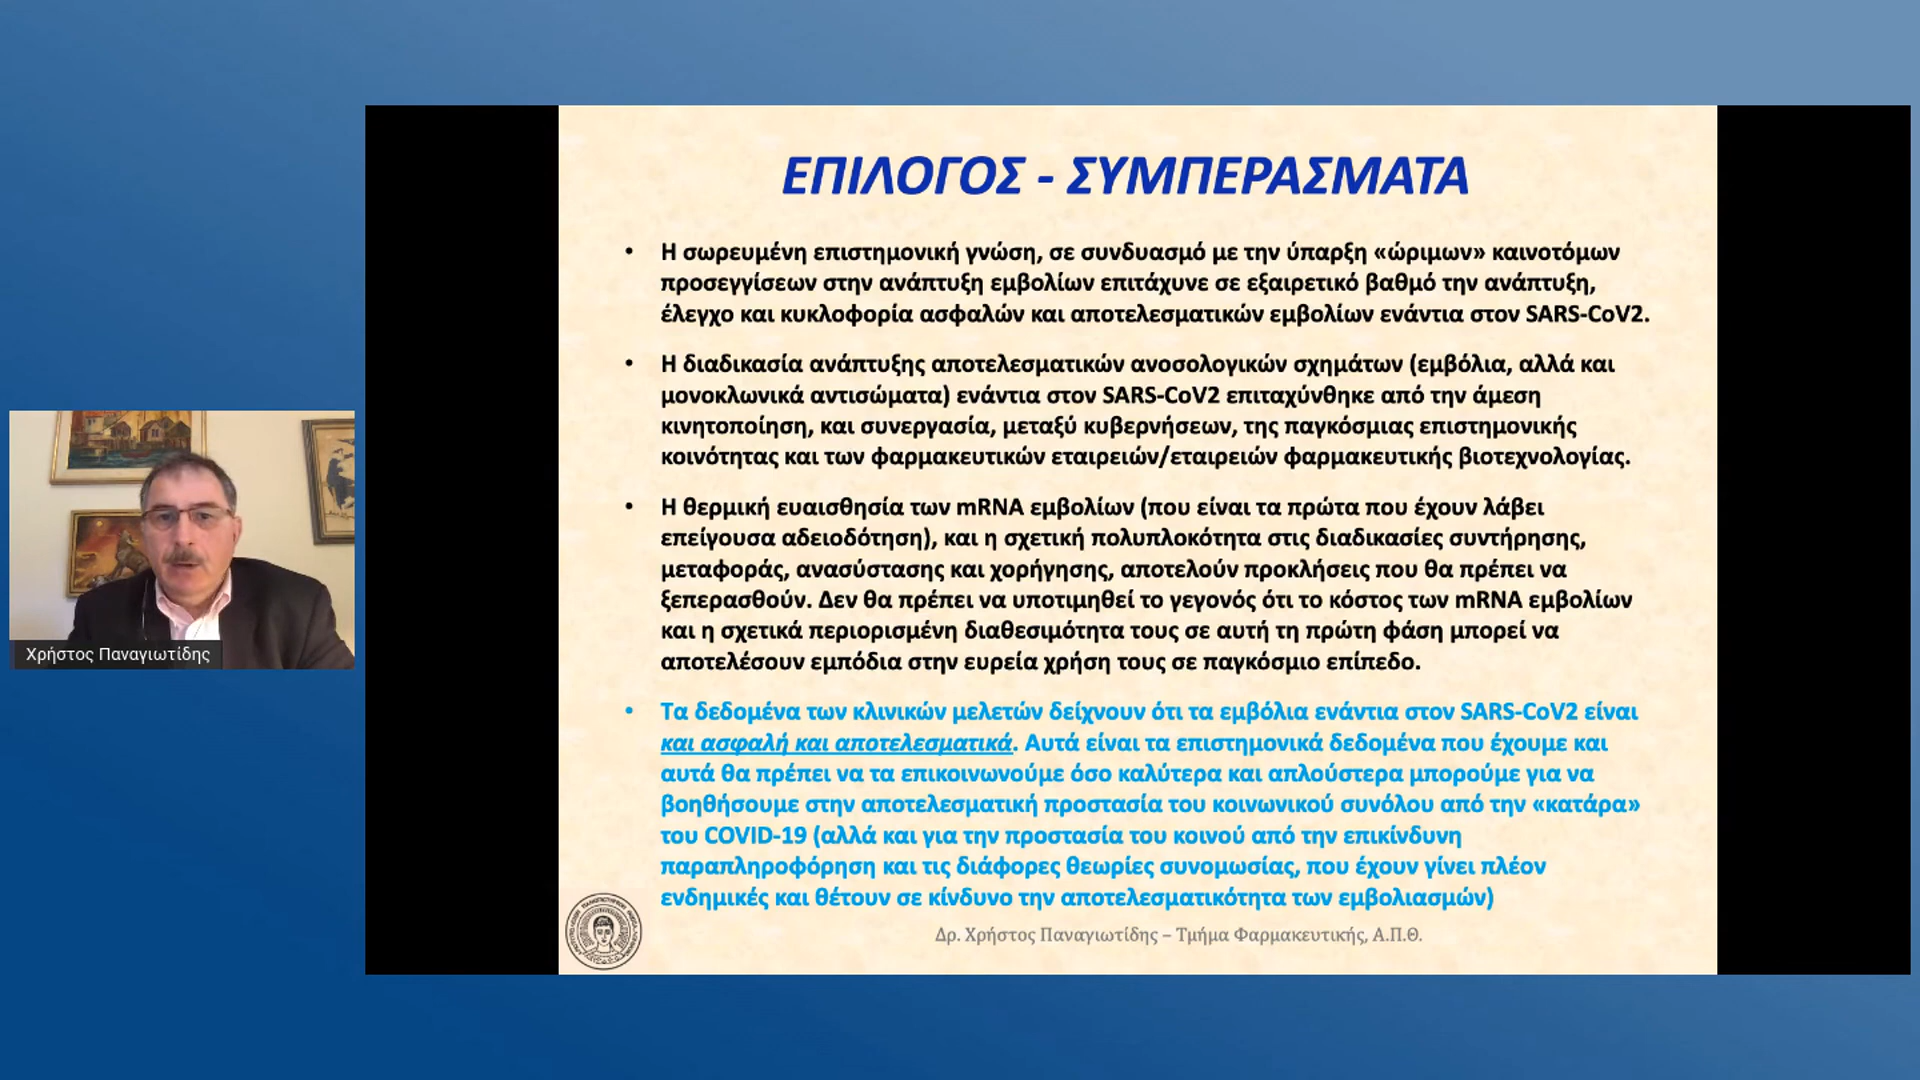 ΕΠΙΛΟΓΟΣ - ΣΥΜΠΕΡΑΣΜΑΤΑ
• Η σωρευμένη επιστημονική γνώση, σε συνδυασμό με την ύπαρξη «ώριμων» καινοτόμων
προσεγγίσεων στην ανάπτυξη εμβολίων επιτάχυνε σε εξαιρετικό βαθμό την ανάπτυξη,
έλεγχο και κυκλοφορία ασφαλών και αποτελεσματικών εμβολίων ενάντια στον SARS-CoV2.
• Η διαδικασία ανάπτυξης αποτελεσματικών ανοσολογικών σχημάτων (εμβόλια, αλλά και
μονοκλωνικά αντισώματα) ενάντια στον SARS-CoV2 επιταχύνθηκε από την άμεση
κινητοποίηση, και συνεργασία, μεταξύ κυβερνήσεων, της παγκόσμιας επιστημονικής
κοινότητας και των φαρμακευτικών εταιρειών/εταιρειών φαρμακευτικής βιοτεχνολογίας.
• Η θερμική ευαισθησία των mRNA εμβολίων (που είναι τα πρώτα που έχουν λάβει
επείγουσα αδειοδότηση), και η σχετική πολυπλοκότητα στις διαδικασίες συντήρησης,
μεταφοράς, ανασύστασης και χορήγησης, αποτελούν προκλήσεις που θα πρέπει να
ξεπερασθούν. Δεν θα πρέπει να υποτιμηθεί το γεγονός ότι το κόστος των mRNA εμβολίων
και η σχετικά περιορισμένη διαθεσιμότητα τους σε αυτή τη πρώτη φάση μπορεί να
αποτελέσουν εμπόδια στην ευρεία χρήση τους σε παγκόσμιο επίπεδο.
• Τα δεδομένα των κλινικών μελετών δείχνουν ότι τα εμβόλια ενάντια στον SARS-CoV2 είναι
και ασφαλή και αποτελεσματικά. Αυτά είναι τα επιστημονικά δεδομένα που έχουμε και
αυτά θα πρέπει να τα επικοινωνούμε όσο καλύτερα και απλούστερα μπορούμε για να
βοηθήσουμε στην αποτελεσματική προστασία του κοινωνικού συνόλου από την «κατάρα»
του COVID-19 (αλλά και για την προστασία του κοινού από την επικίνδυνη
παραπληροφόρηση και τις διάφορες θεωρίες συνομωσίας, που έχουν γίνει πλέον
ενδημικές και θέτουν σε κίνδυνο την αποτελεσματικότητα των εμβολιασμών)
Δρ. Χρήστος Παναγιωτίδης – Τμήμα Φαρμακευτικής, Α.Π.Θ.
Χρήστος Παναγιωτίδης